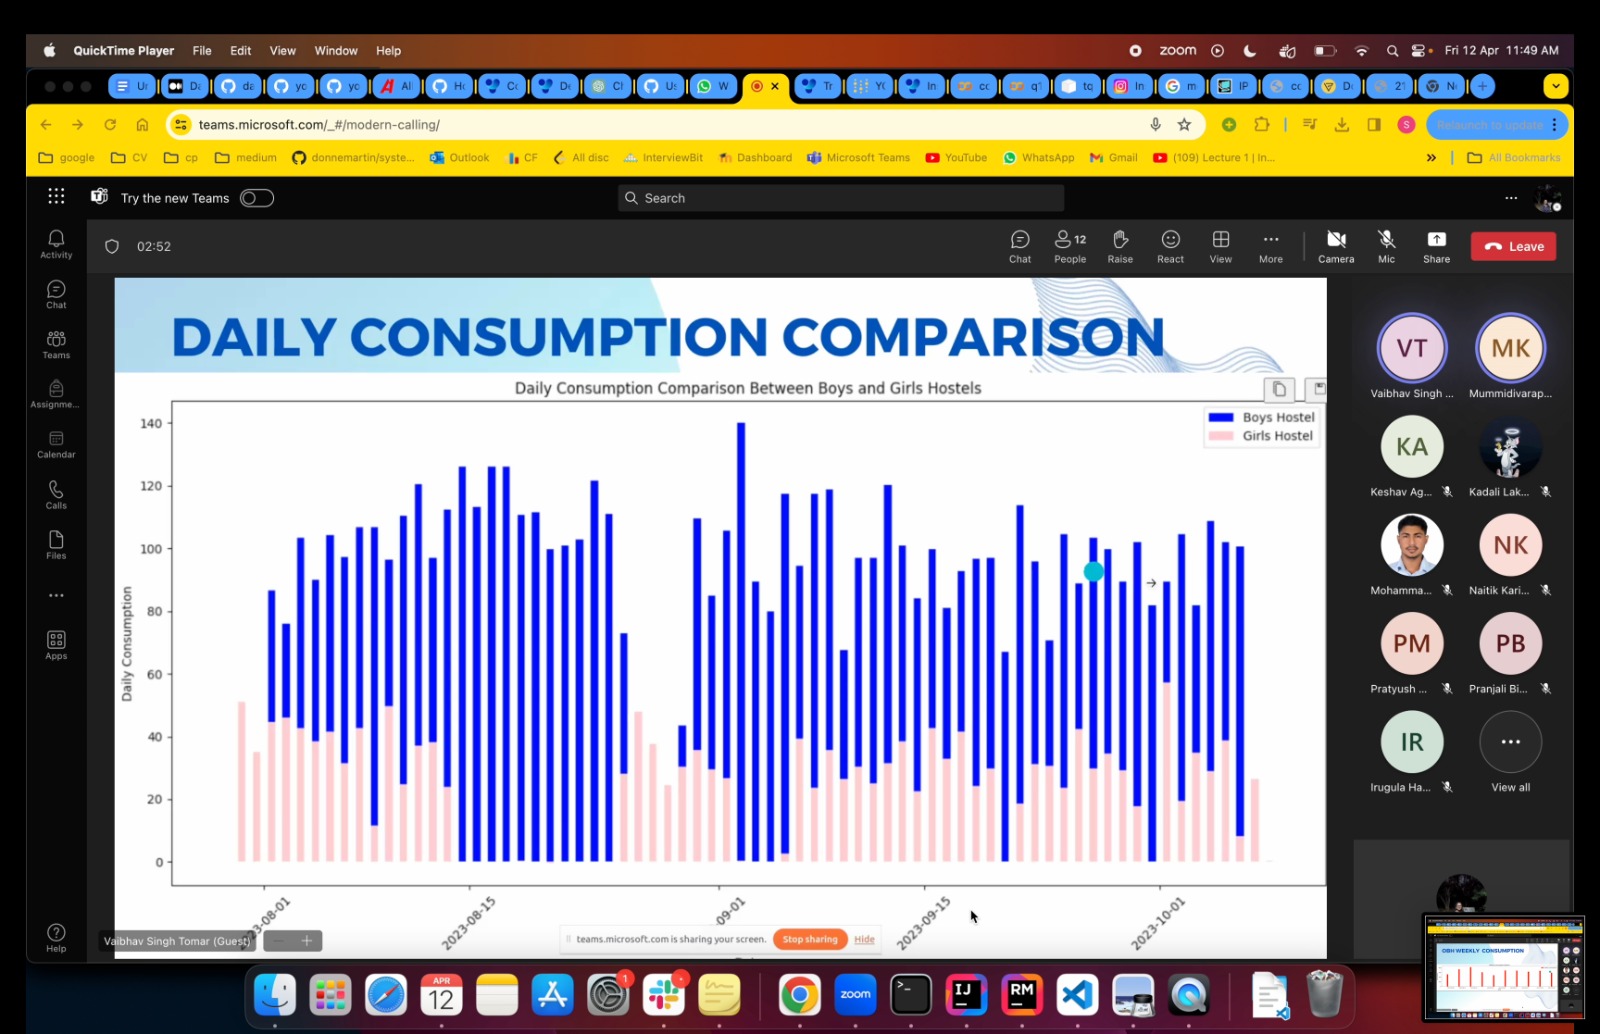 QuickTime Player File Edit View Window Help
zoom Fri 12 Apr 11:49 AM
teams.microsoft.com/_#/modern-calling/
Relaunch to update
google CV cp medium donnemartin/syste... Outlook CF All disc InterviewBit Dashboard Microsoft Teams YouTube WhatsApp Gmail (109) Lecture 1 | In... » All Bookmarks
Try the new Teams
Search
Activity
Chat
Teams
Assignme...
Calendar
Calls
Files
Apps
Help
02:52
12
Chat People Raise React View More Camera Mic Share Leave
DAILY CONSUMPTION COMPARISON
Daily Consumption Comparison Between Boys and Girls Hostels
Boys Hostel
Girls Hostel
Daily Consumption
140
120
100
80
60
40
20
0
2023-08-15
09-01
2023-09-15
2023-10-01
Vaibhav Singh Tomar (Guest)
teams.microsoft.com is sharing your screen. Stop sharing Hide
VT MK
Vaibhav Singh ... Mummidivarap...
KA
Keshav Ag... Kadali Lak...
NK
Mohamma... Naitik Kari...
PM PB
Pratyush ... Pranjali Bi...
IR
Irugula Ha... View all
OBH WEEKLY CONSUMPTION
APR
12
1
zoom
IJ
RM